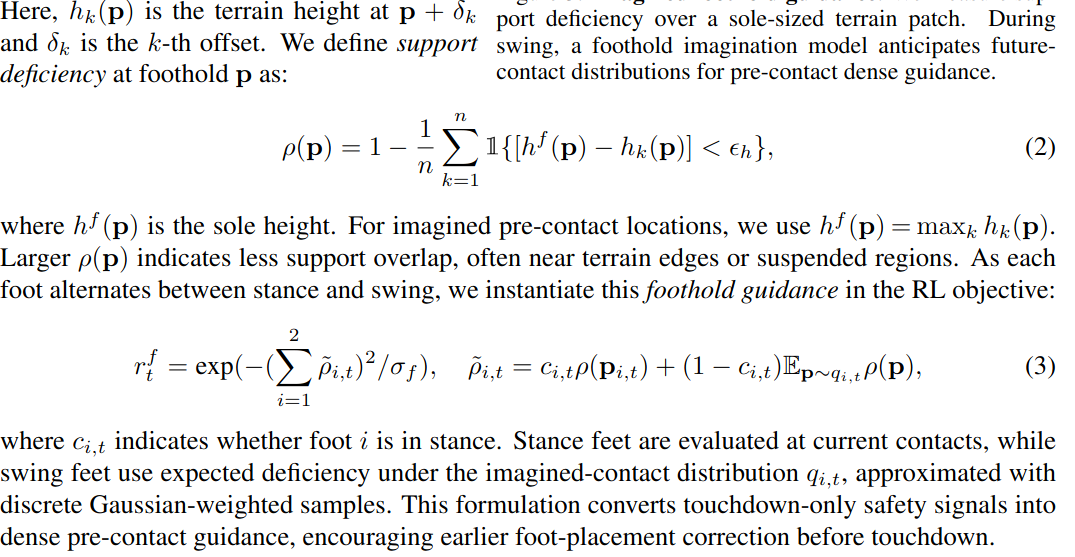 Here, h_k(p) is the terrain height at p + δ_k
and δ_k is the k-th offset. We define support
deficiency at foothold p as:
port deficiency over a sole-sized terrain patch. During
swing, a foothold imagination model anticipates future-
contact distributions for pre-contact dense guidance.
ρ(p) = 1 − \frac{1}{n} \sum_{k=1}^{n} 𝟙{[h^f(p) − h_k(p)] < ϵ_h}, (2)
where h^f(p) is the sole height. For imagined pre-contact locations, we use h^f(p) = max_k h_k(p).
Larger ρ(p) indicates less support overlap, often near terrain edges or suspended regions. As each
foot alternates between stance and swing, we instantiate this foothold guidance in the RL objective:
r_t^f = exp(−(\sum_{i=1}^{2} ρ̃_{i,t})^2/σ_f), ρ̃_{i,t} = c_{i,t}ρ(p_{i,t}) + (1 − c_{i,t})𝔼_{p∼q_{i,t}}ρ(p), (3)
where c_{i,t} indicates whether foot i is in stance. Stance feet are evaluated at current contacts, while
swing feet use expected deficiency under the imagined-contact distribution q_{i,t}, approximated with
discrete Gaussian-weighted samples. This formulation converts touchdown-only safety signals into
dense pre-contact guidance, encouraging earlier foot-placement correction before touchdown.